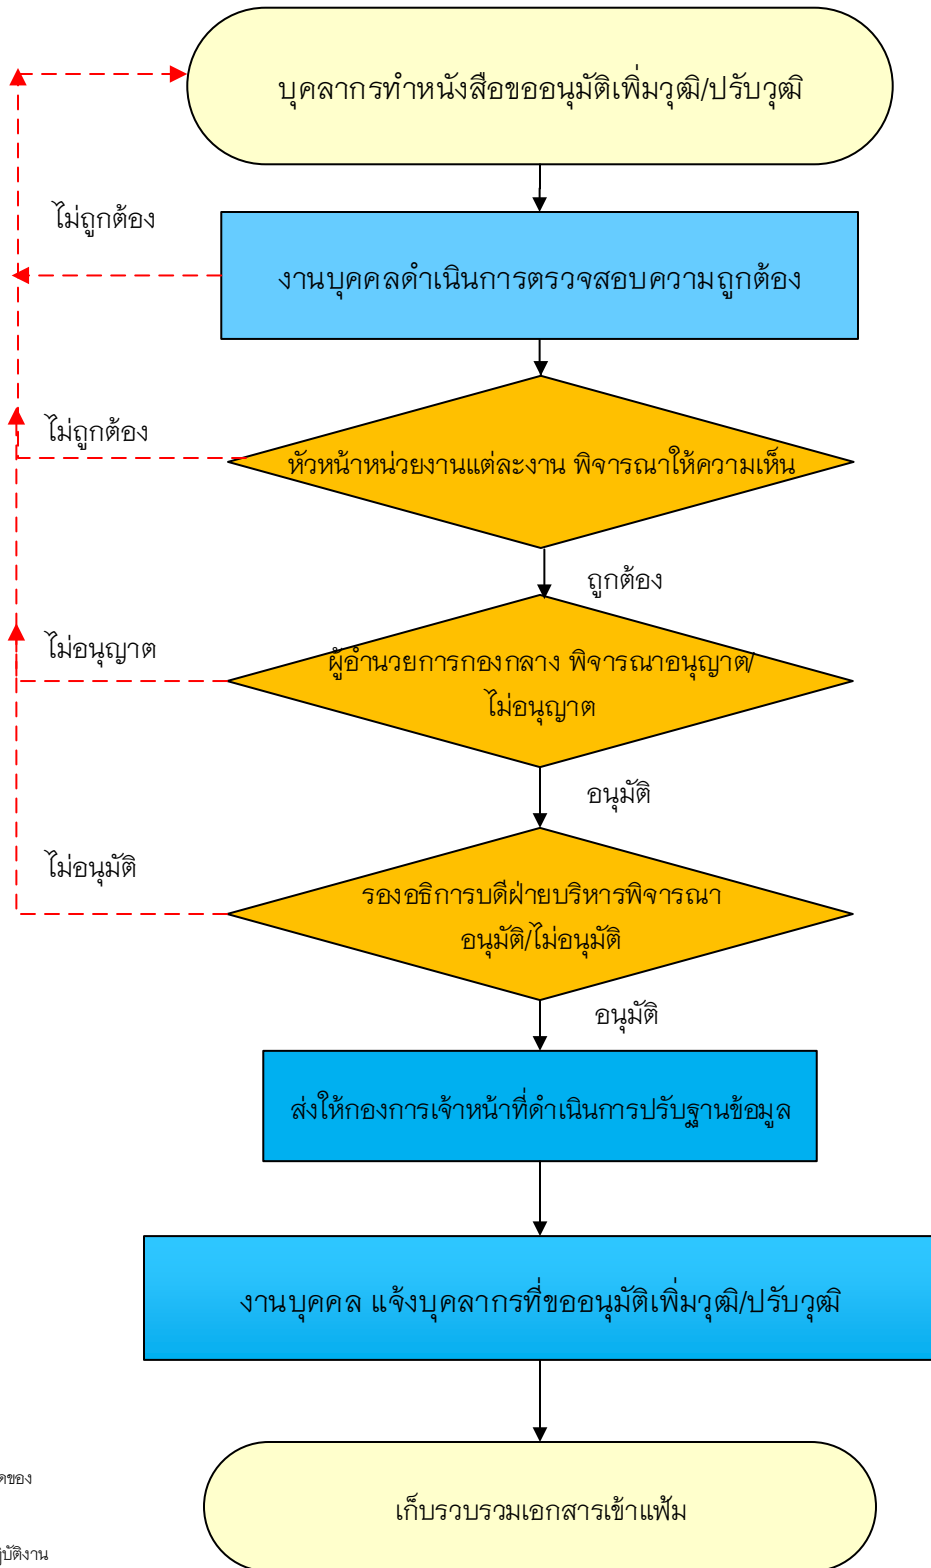 บุคลากรทำหนังสือขออนุมัติเพิ่มวุฒิ/ปรับวุฒิ
ไม่ถูกต้อง
งานบุคคลดำเนินการตรวจสอบความถูกต้อง
ไม่ถูกต้อง
หัวหน้าหน่วยงานแต่ละงาน พิจารณาให้ความเห็น
ถูกต้อง
ไม่อนุญาต
ผู้อำนวยการกองกลาง พิจารณาอนุญาต/
ไม่อนุญาต
อนุมัติ
ไม่อนุมัติ
รองอธิการบดีฝ่ายบริหารพิจารณา
อนุมัติ/ไม่อนุมัติ
อนุมัติ
ส่งให้กองการเจ้าหน้าที่ดำเนินการปรับฐานข้อมูล
งานบุคคล แจ้งบุคลากรที่ขออนุมัติเพิ่มวุฒิ/ปรับวุฒิ
เก็บรวบรวมเอกสารเข้าแฟ้ม